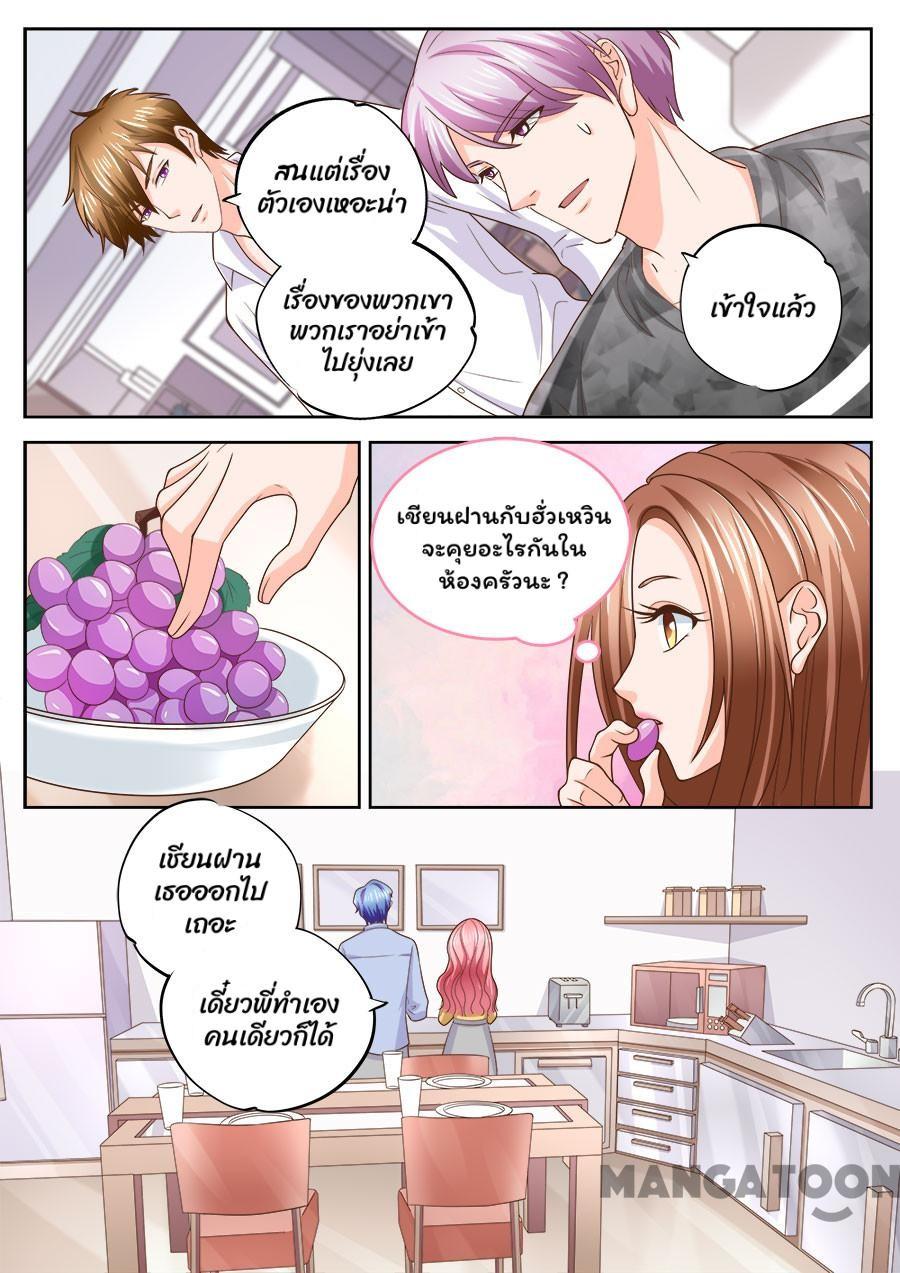 สนแต่เรื่อง
ตัวเองเหอะน่า
เรื่องของพวกเขา
พวกเราอย่าเข้า
ไปยุ่งเลย
เข้าใจแล้ว
เชียนฝานกับฮั่วเหวิน
จะคุยอะไรกันใน
ห้องครัวนะ ?
เชียนฝาน
เธอออกไป
เถอะ
เดี๋ยวพี่ทำเอง
คนเดียวก็ได้
MANGATOON